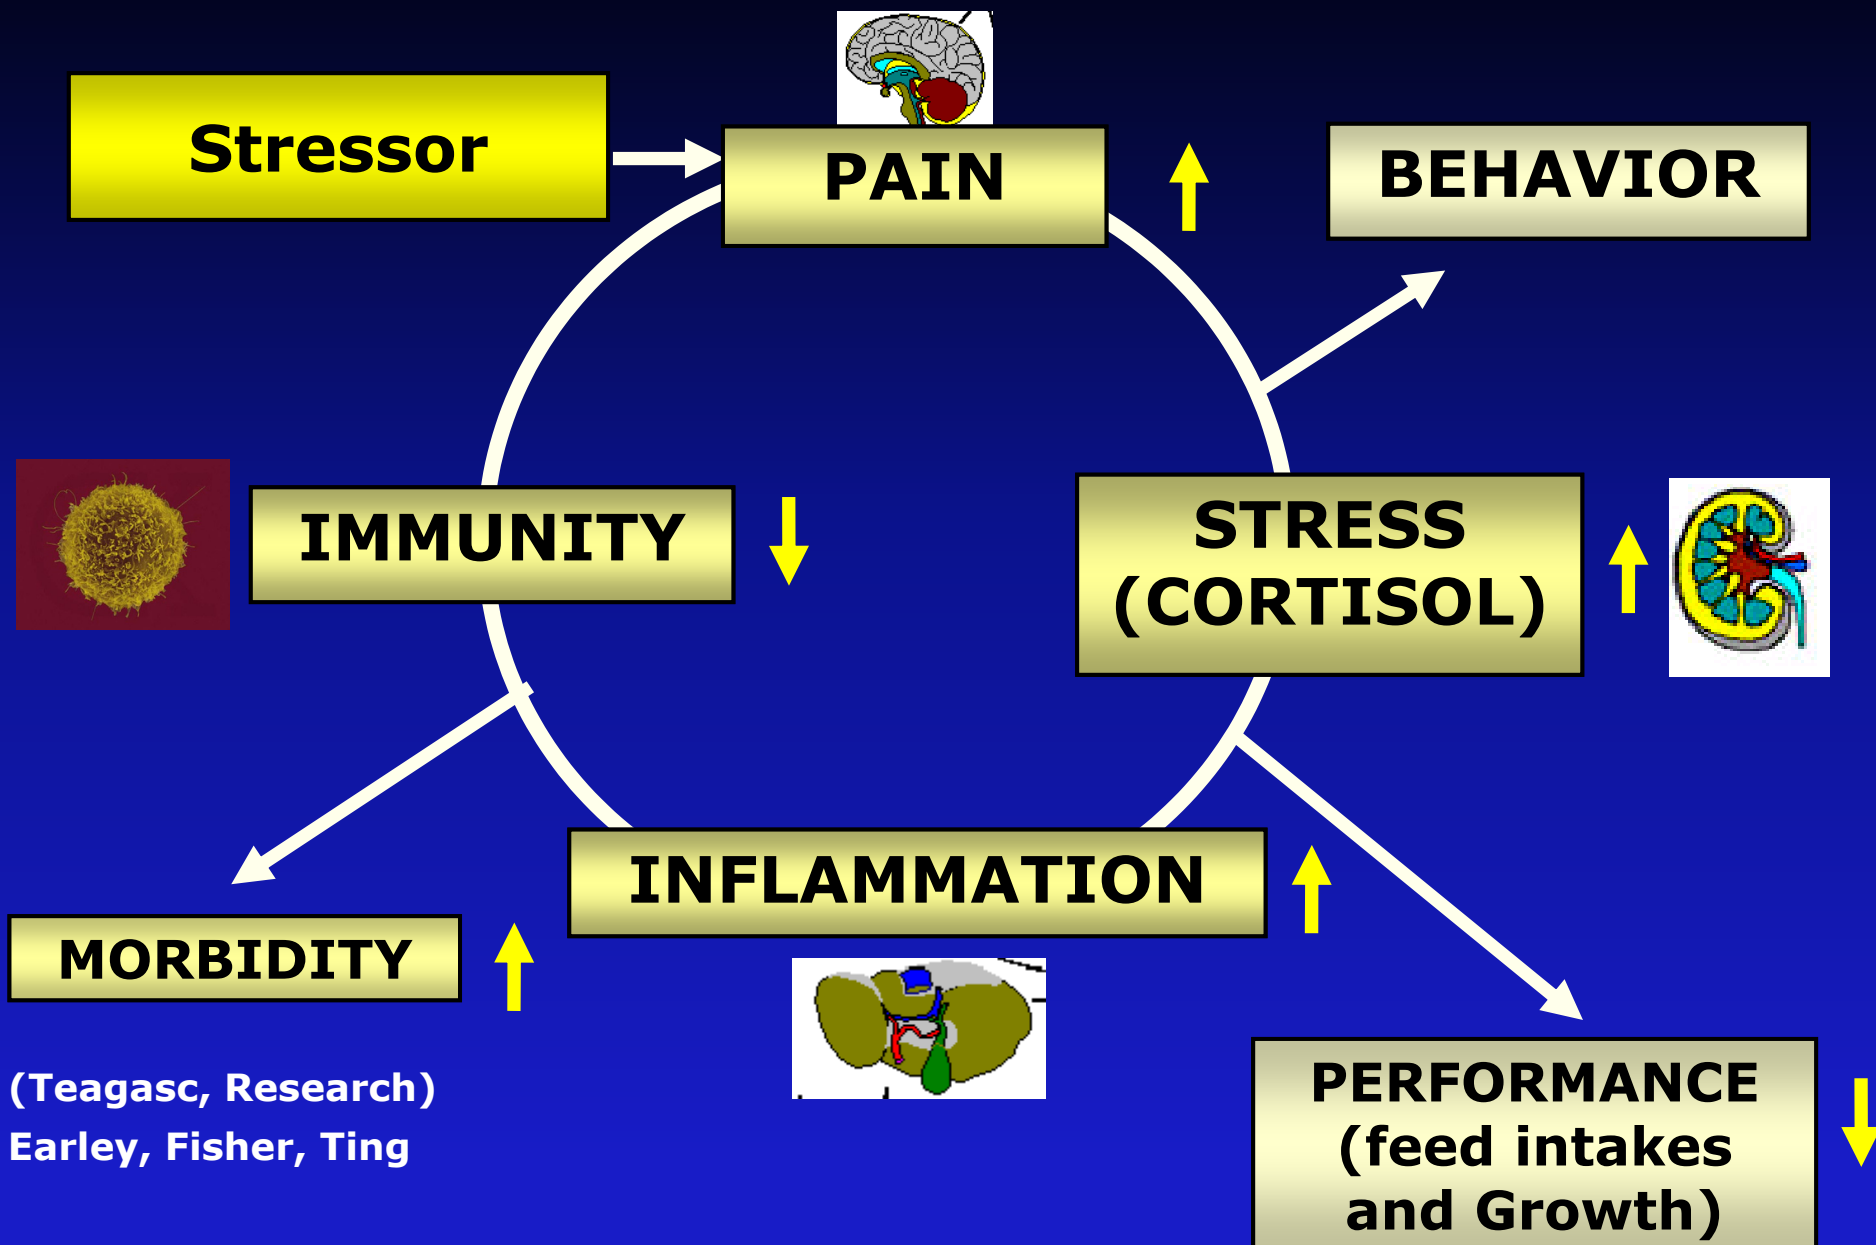 Stressor
PAIN
BEHAVIOR
IMMUNITY
STRESS
(CORTISOL)
INFLAMMATION
MORBIDITY
(Teagasc, Research)
Earley, Fisher, Ting
PERFORMANCE
(feed intakes
and Growth)